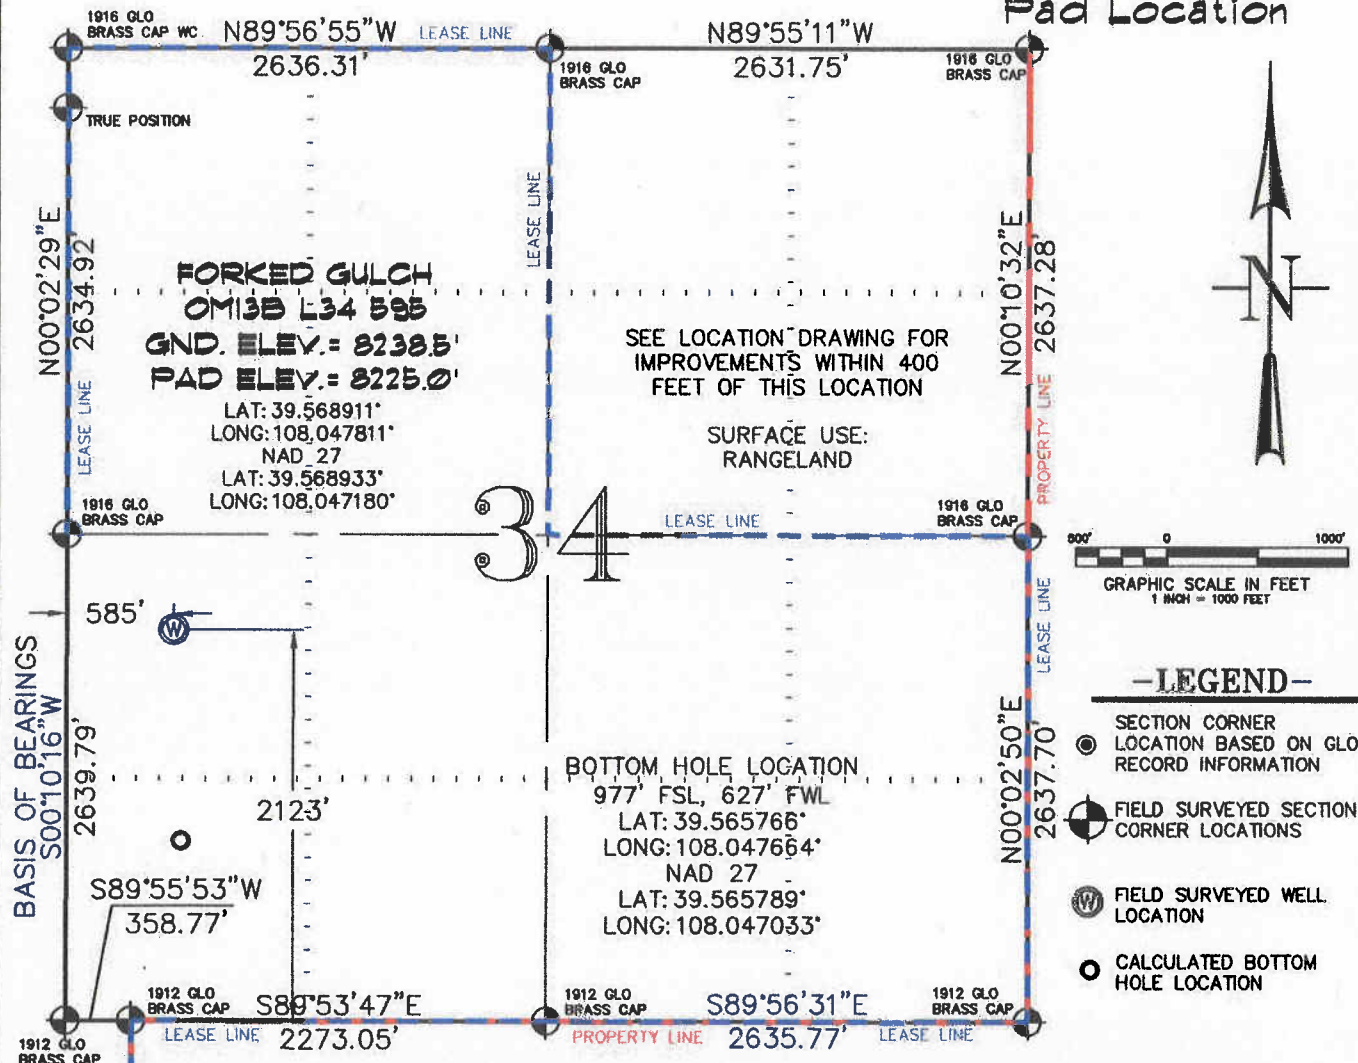 Pad Location
1916 GLO
BRASS CAP WC
N89°56'55"W
LEASE LINE
2636.31'
1916 GLO
BRASS CAP
N89°55'11"W
2631.75'
1916 GLO
BRASS CAP
TRUE POSITION
LEASE LINE
N00°02'29"E
2634.92'
LEASE LINE
FORKED GULCH
OM13B L34 595
GND. ELEV.= 8238.5'
PAD ELEV.= 8225.0'
LAT: 39.568911°
LONG: 108.047811°
NAD 27
LAT: 39.568933°
LONG: 108.047180°
SEE LOCATION DRAWING FOR
IMPROVEMENTS WITHIN 400
FEET OF THIS LOCATION
SURFACE USE:
RANGELAND
N00°10'32"E
2637.28'
PROPERTY LINE
N
1916 GLO
BRASS CAP
34
LEASE LINE
1916 GLO
BRASS CAP
0
1000'
GRAPHIC SCALE IN FEET
1 INCH = 1000 FEET
585'
W
LEASE LINE
BASIS OF BEARINGS
S00°10'16"W
2639.79'
2123'
BOTTOM HOLE LOCATION
977' FSL, 627' FWL
LAT: 39.565766°
LONG: 108.047664°
NAD 27
LAT: 39.565789°
LONG: 108.047033°
N00°02'50"E
2637.70'
S89°55'53"W
358.77'
-LEGEND-
SECTION CORNER
LOCATION BASED ON GLO
RECORD INFORMATION
FIELD SURVEYED SECTION
CORNER LOCATIONS
W
FIELD SURVEYED WELL
LOCATION
CALCULATED BOTTOM
HOLE LOCATION
1912 GLO
BRASS CAP
1912 GLO
BRASS CAP
S89°53'47"E
LEASE LINE
2273.05'
1912 GLO
BRASS CAP
S89°56'31"E
PROPERTY LINE
2635.77'
LEASE LINE
1912 GLO
BRASS CAP